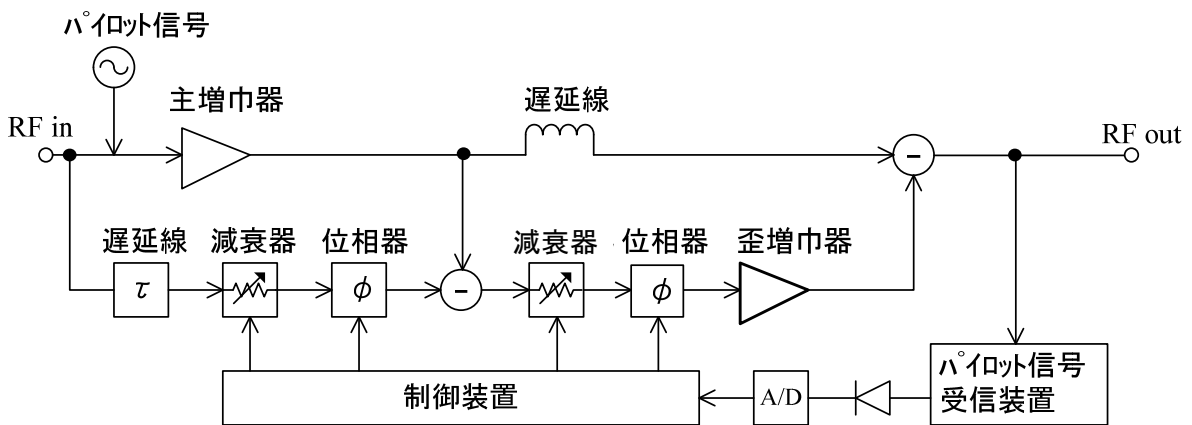 パイロット信号
主増巾器
遅延線
RF in
RF out
-
遅延線
減衰器
位相器
減衰器
位相器
歪増巾器
τ
ϕ
-
ϕ
パイロット信号
受信装置
制御装置
A/D